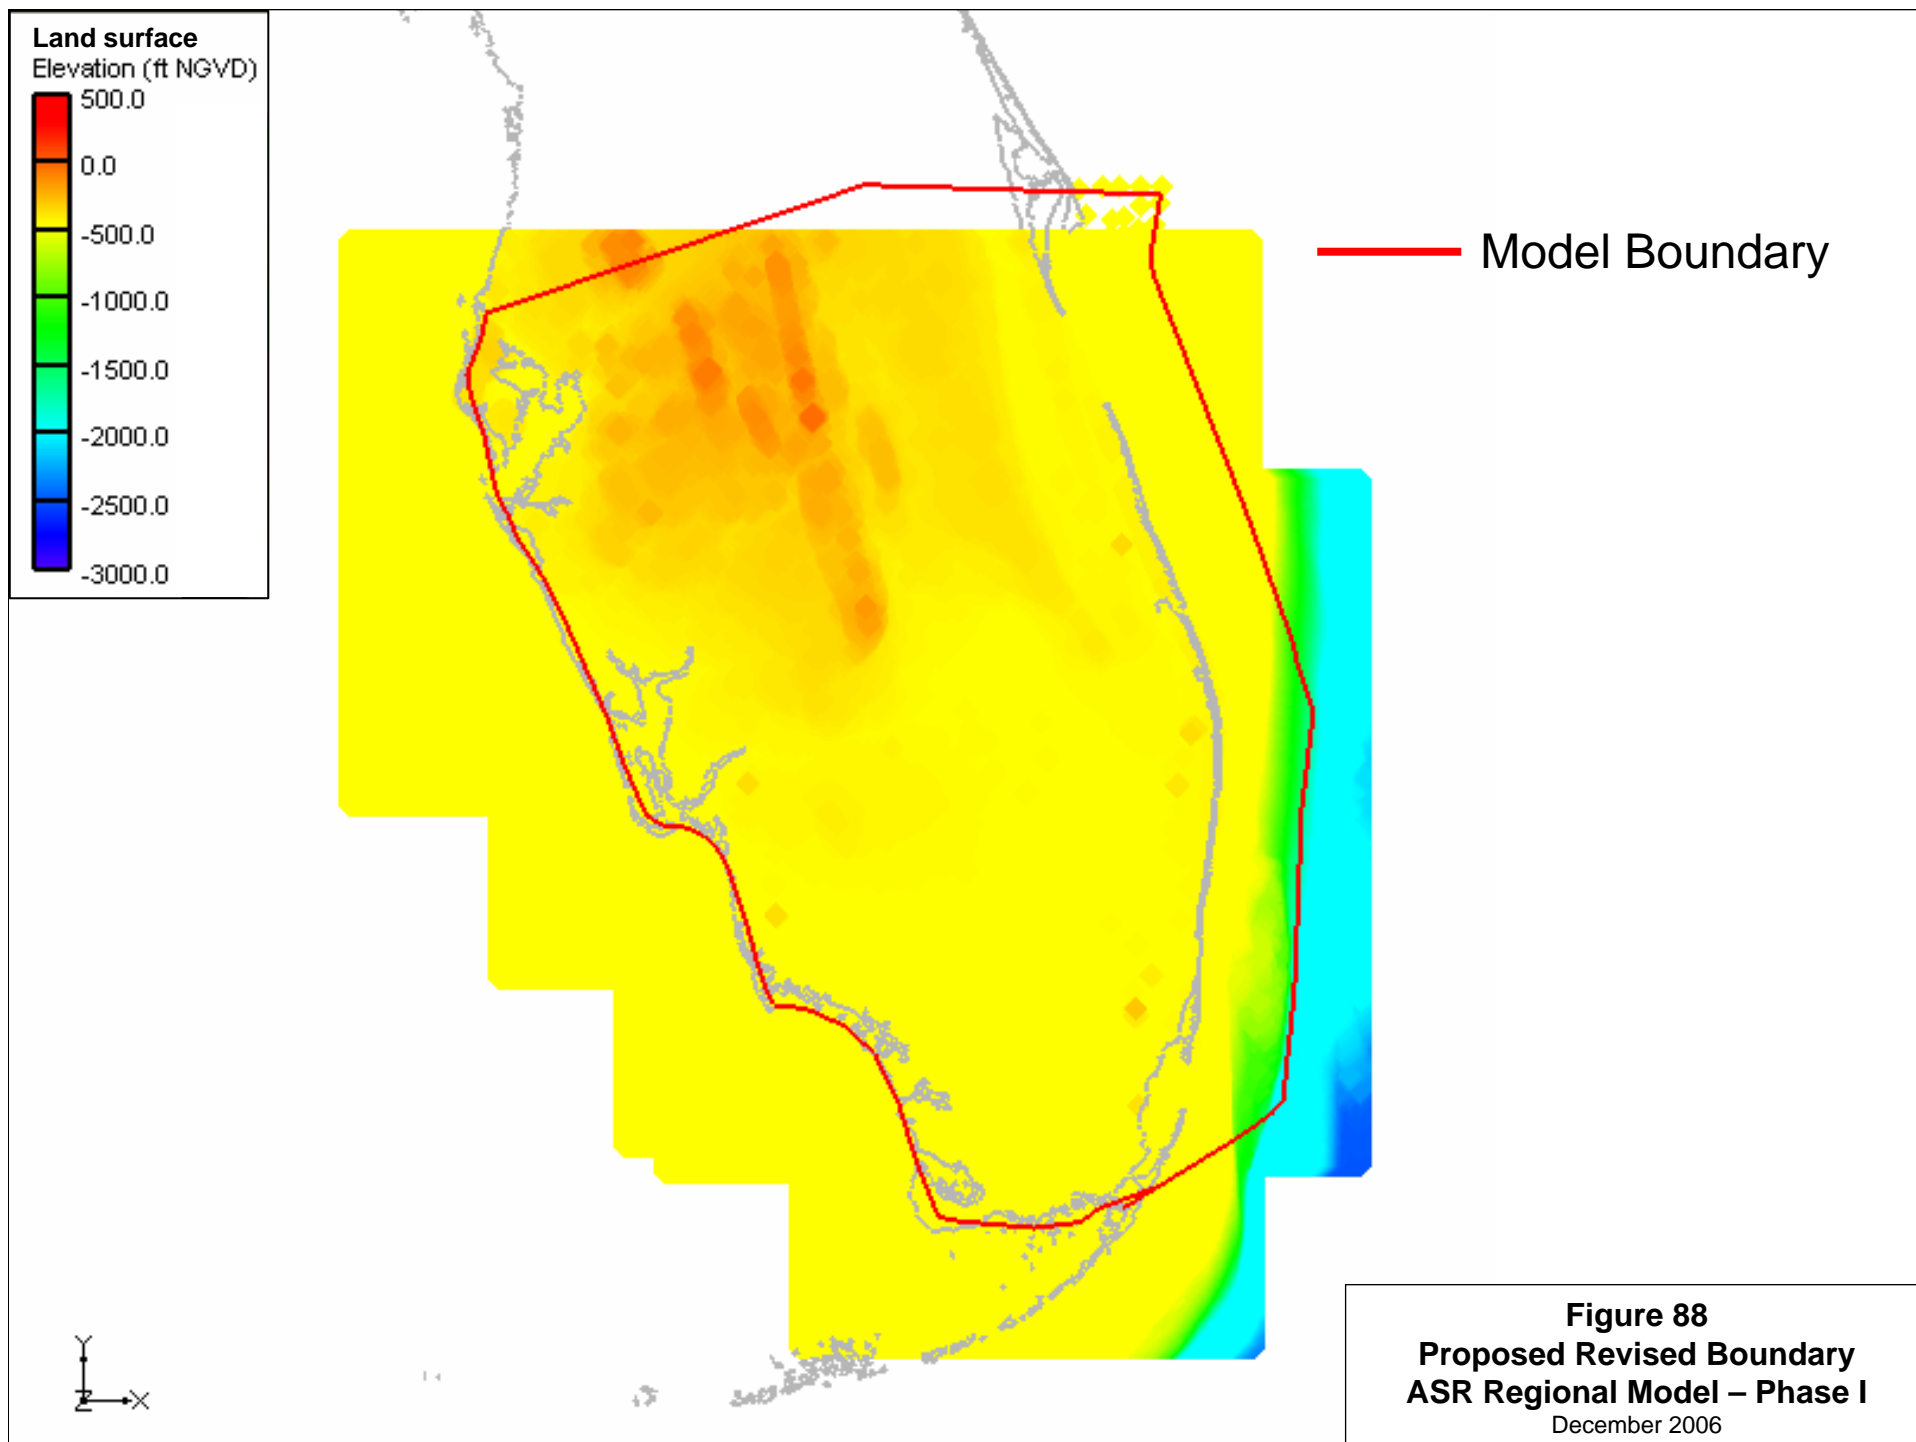 Land surface
Elevation (ft NGVD)
500.0
0.0
-500.0
-1000.0
-1500.0
-2000.0
-2500.0
-3000.0
Model Boundary
Y
Z
X
Figure 88
Proposed Revised Boundary
ASR Regional Model – Phase I
December 2006